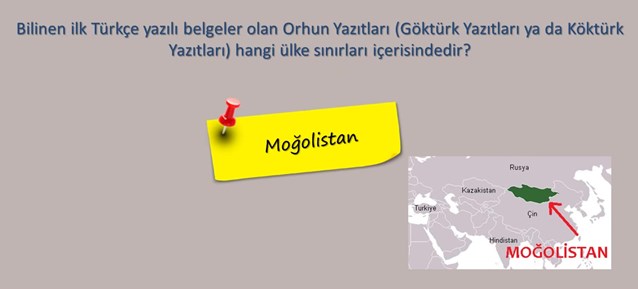 Bilinen ilk Türkçe yazılı belgeler olan Orhun Yazıtları (Göktürk Yazıtları ya da Köktürk
Yazıtları) hangi ülke sınırları içerisindedir?
Moğolistan
Rusya
Kazakistan
Türkiye
Çin
Hindistan
MOĞOLİSTAN